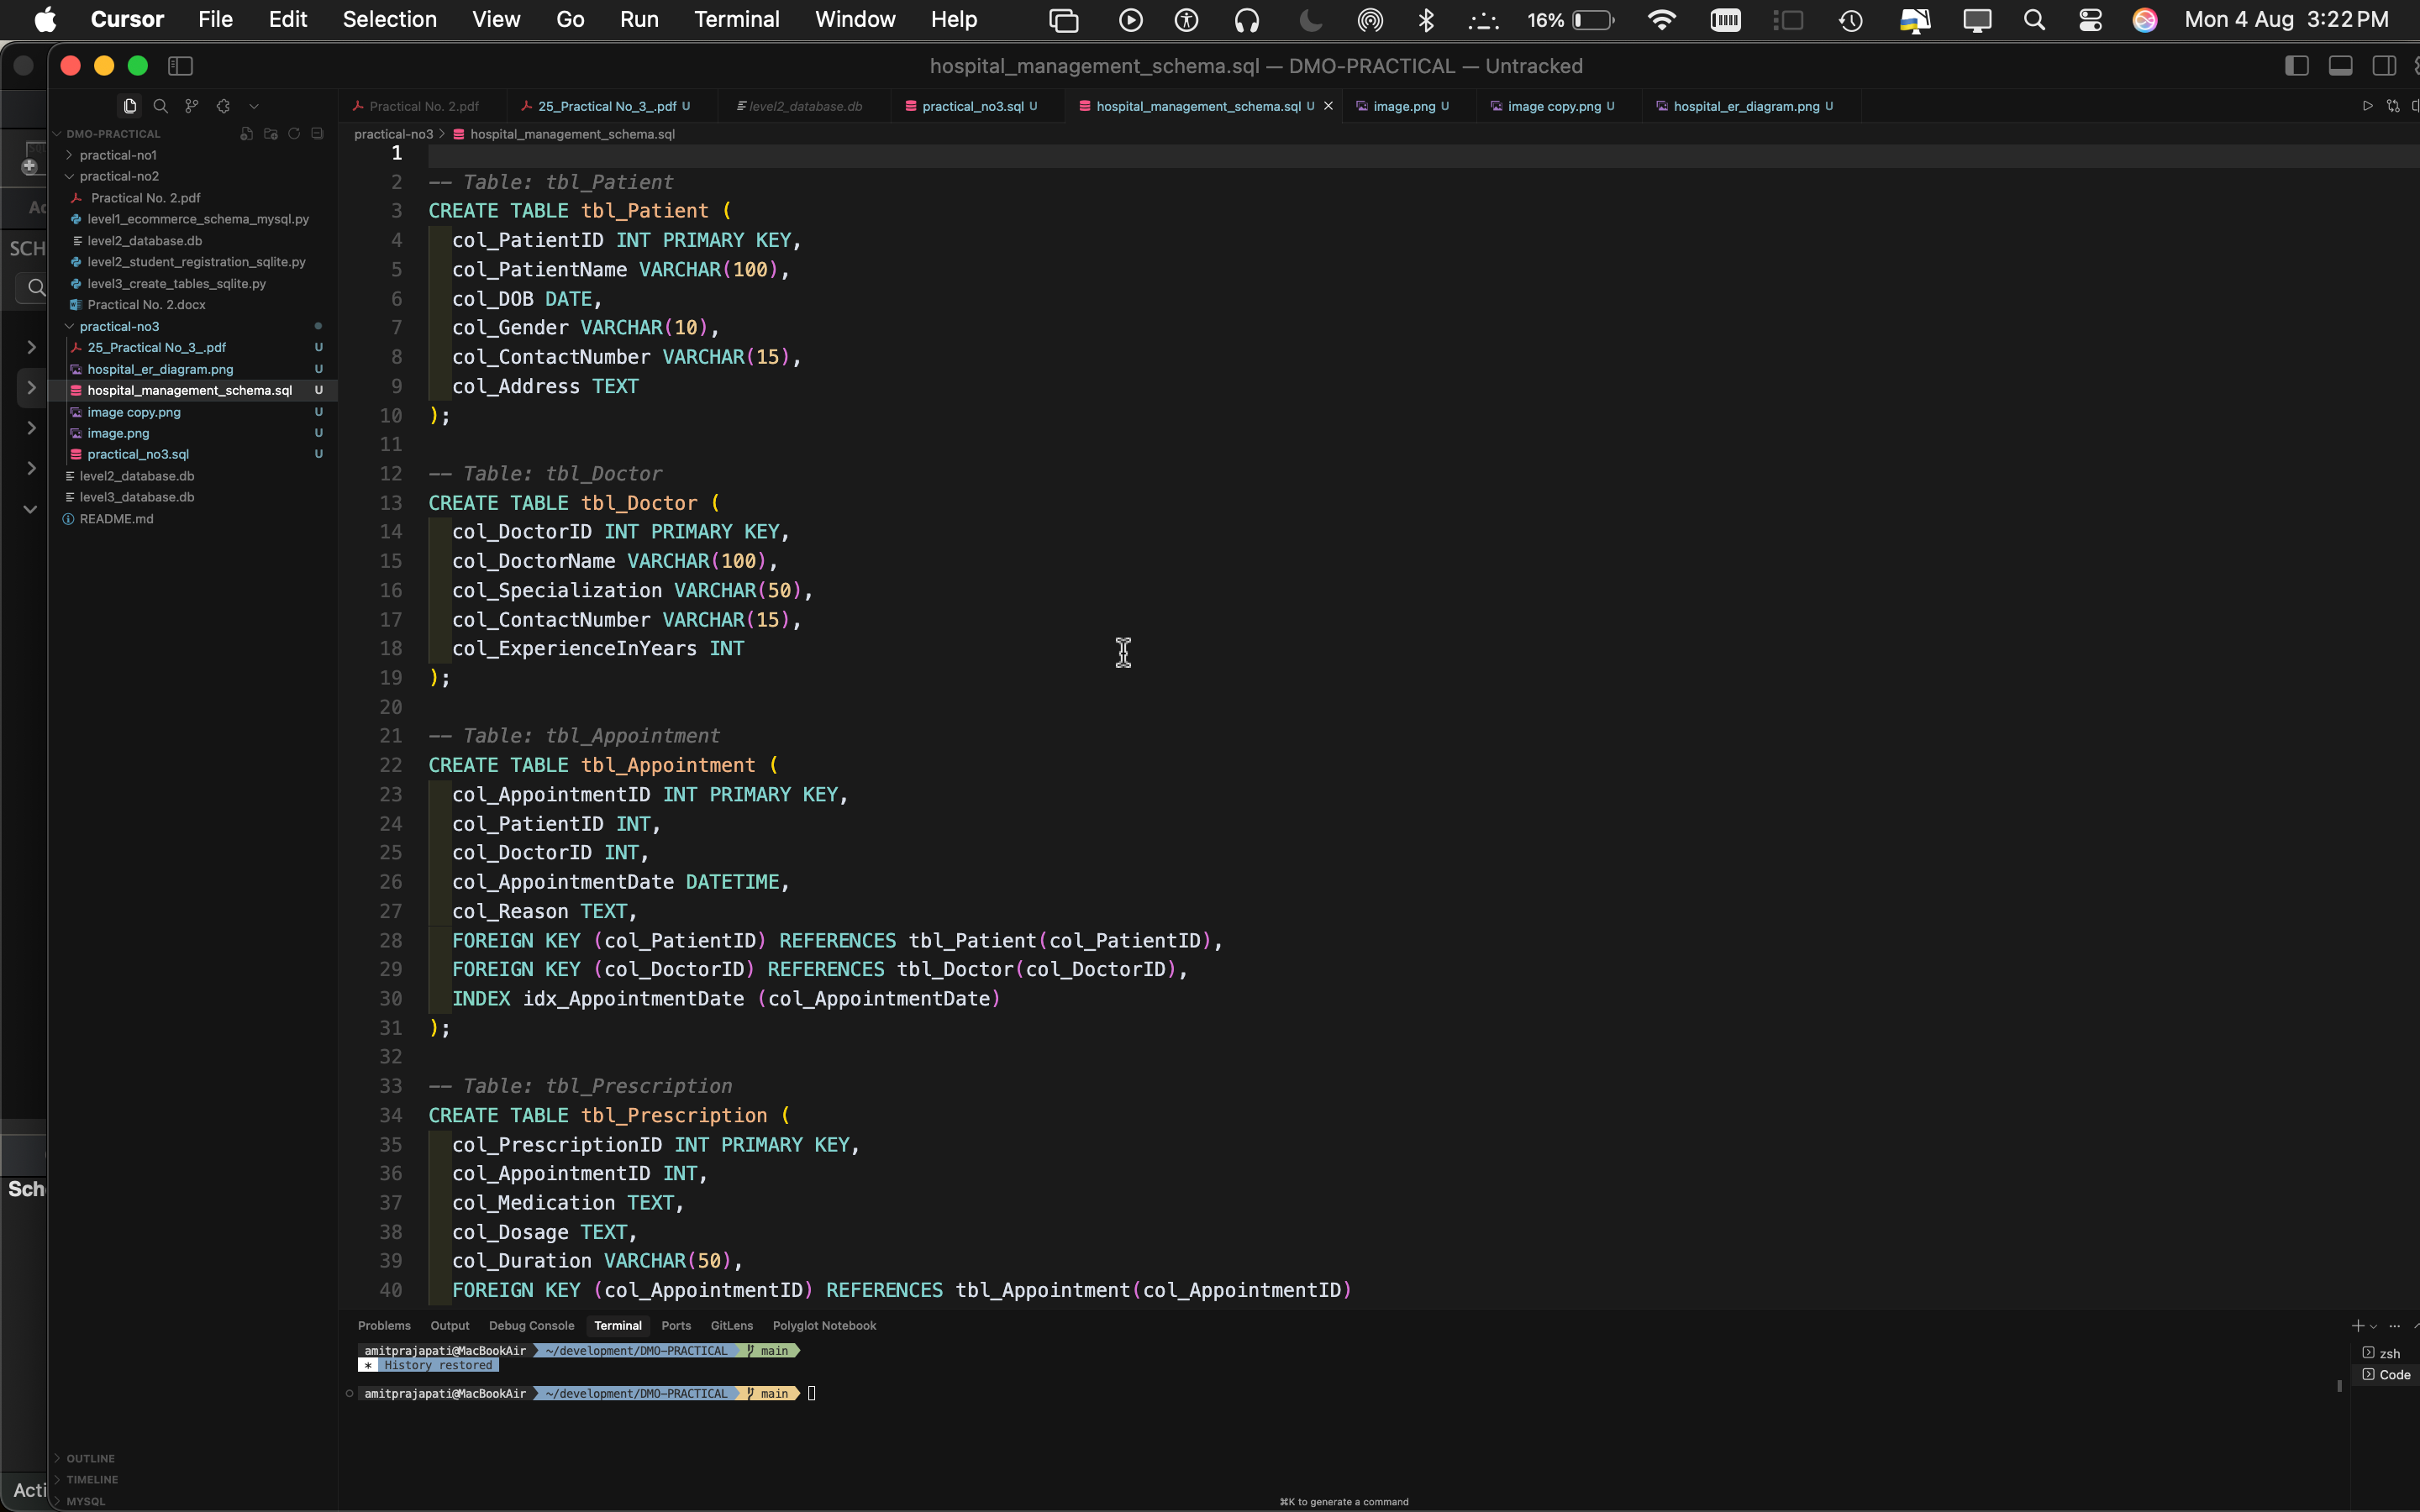 Cursor File Edit Selection View Go Run Terminal Window Help 16% Mon 4 Aug 3:22 PM
hospital_management_schema.sql — DMO-PRACTICAL — Untracked
Practical No. 2.pdf 25_Practical No_3_.pdf U level2_database.db practical_no3.sql U hospital_management_schema.sql U image.png U image copy.png U hospital_er_diagram.png U
practical-no3 > hospital_management_schema.sql
SCH
Sch
Acti
DMO-PRACTICAL
practical-no1
practical-no2
Practical No. 2.pdf
level1_ecommerce_schema_mysql.py
level2_database.db
level2_student_registration_sqlite.py
level3_create_tables_sqlite.py
Practical No. 2.docx
practical-no3
25_Practical No_3_.pdf U
hospital_er_diagram.png U
hospital_management_schema.sql U
image copy.png U
image.png U
practical_no3.sql U
level2_database.db
level3_database.db
README.md
OUTLINE
TIMELINE
MYSQL
1
2 -- Table: tbl_Patient
3 CREATE TABLE tbl_Patient (
4 col_PatientID INT PRIMARY KEY,
5 col_PatientName VARCHAR(100),
6 col_DOB DATE,
7 col_Gender VARCHAR(10),
8 col_ContactNumber VARCHAR(15),
9 col_Address TEXT
10 );
11
12 -- Table: tbl_Doctor
13 CREATE TABLE tbl_Doctor (
14 col_DoctorID INT PRIMARY KEY,
15 col_DoctorName VARCHAR(100),
16 col_Specialization VARCHAR(50),
17 col_ContactNumber VARCHAR(15),
18 col_ExperienceInYears INT
19 );
20
21 -- Table: tbl_Appointment
22 CREATE TABLE tbl_Appointment (
23 col_AppointmentID INT PRIMARY KEY,
24 col_PatientID INT,
25 col_DoctorID INT,
26 col_AppointmentDate DATETIME,
27 col_Reason TEXT,
28 FOREIGN KEY (col_PatientID) REFERENCES tbl_Patient(col_PatientID),
29 FOREIGN KEY (col_DoctorID) REFERENCES tbl_Doctor(col_DoctorID),
30 INDEX idx_AppointmentDate (col_AppointmentDate)
31 );
32
33 -- Table: tbl_Prescription
34 CREATE TABLE tbl_Prescription (
35 col_PrescriptionID INT PRIMARY KEY,
36 col_AppointmentID INT,
37 col_Medication TEXT,
38 col_Dosage TEXT,
39 col_Duration VARCHAR(50),
40 FOREIGN KEY (col_AppointmentID) REFERENCES tbl_Appointment(col_AppointmentID)
Problems Output Debug Console Terminal Ports GitLens Polyglot Notebook
amitprajapati@MacBookAir ~/development/DMO-PRACTICAL main
* History restored
amitprajapati@MacBookAir ~/development/DMO-PRACTICAL main
zsh
Code
⌘K to generate a command